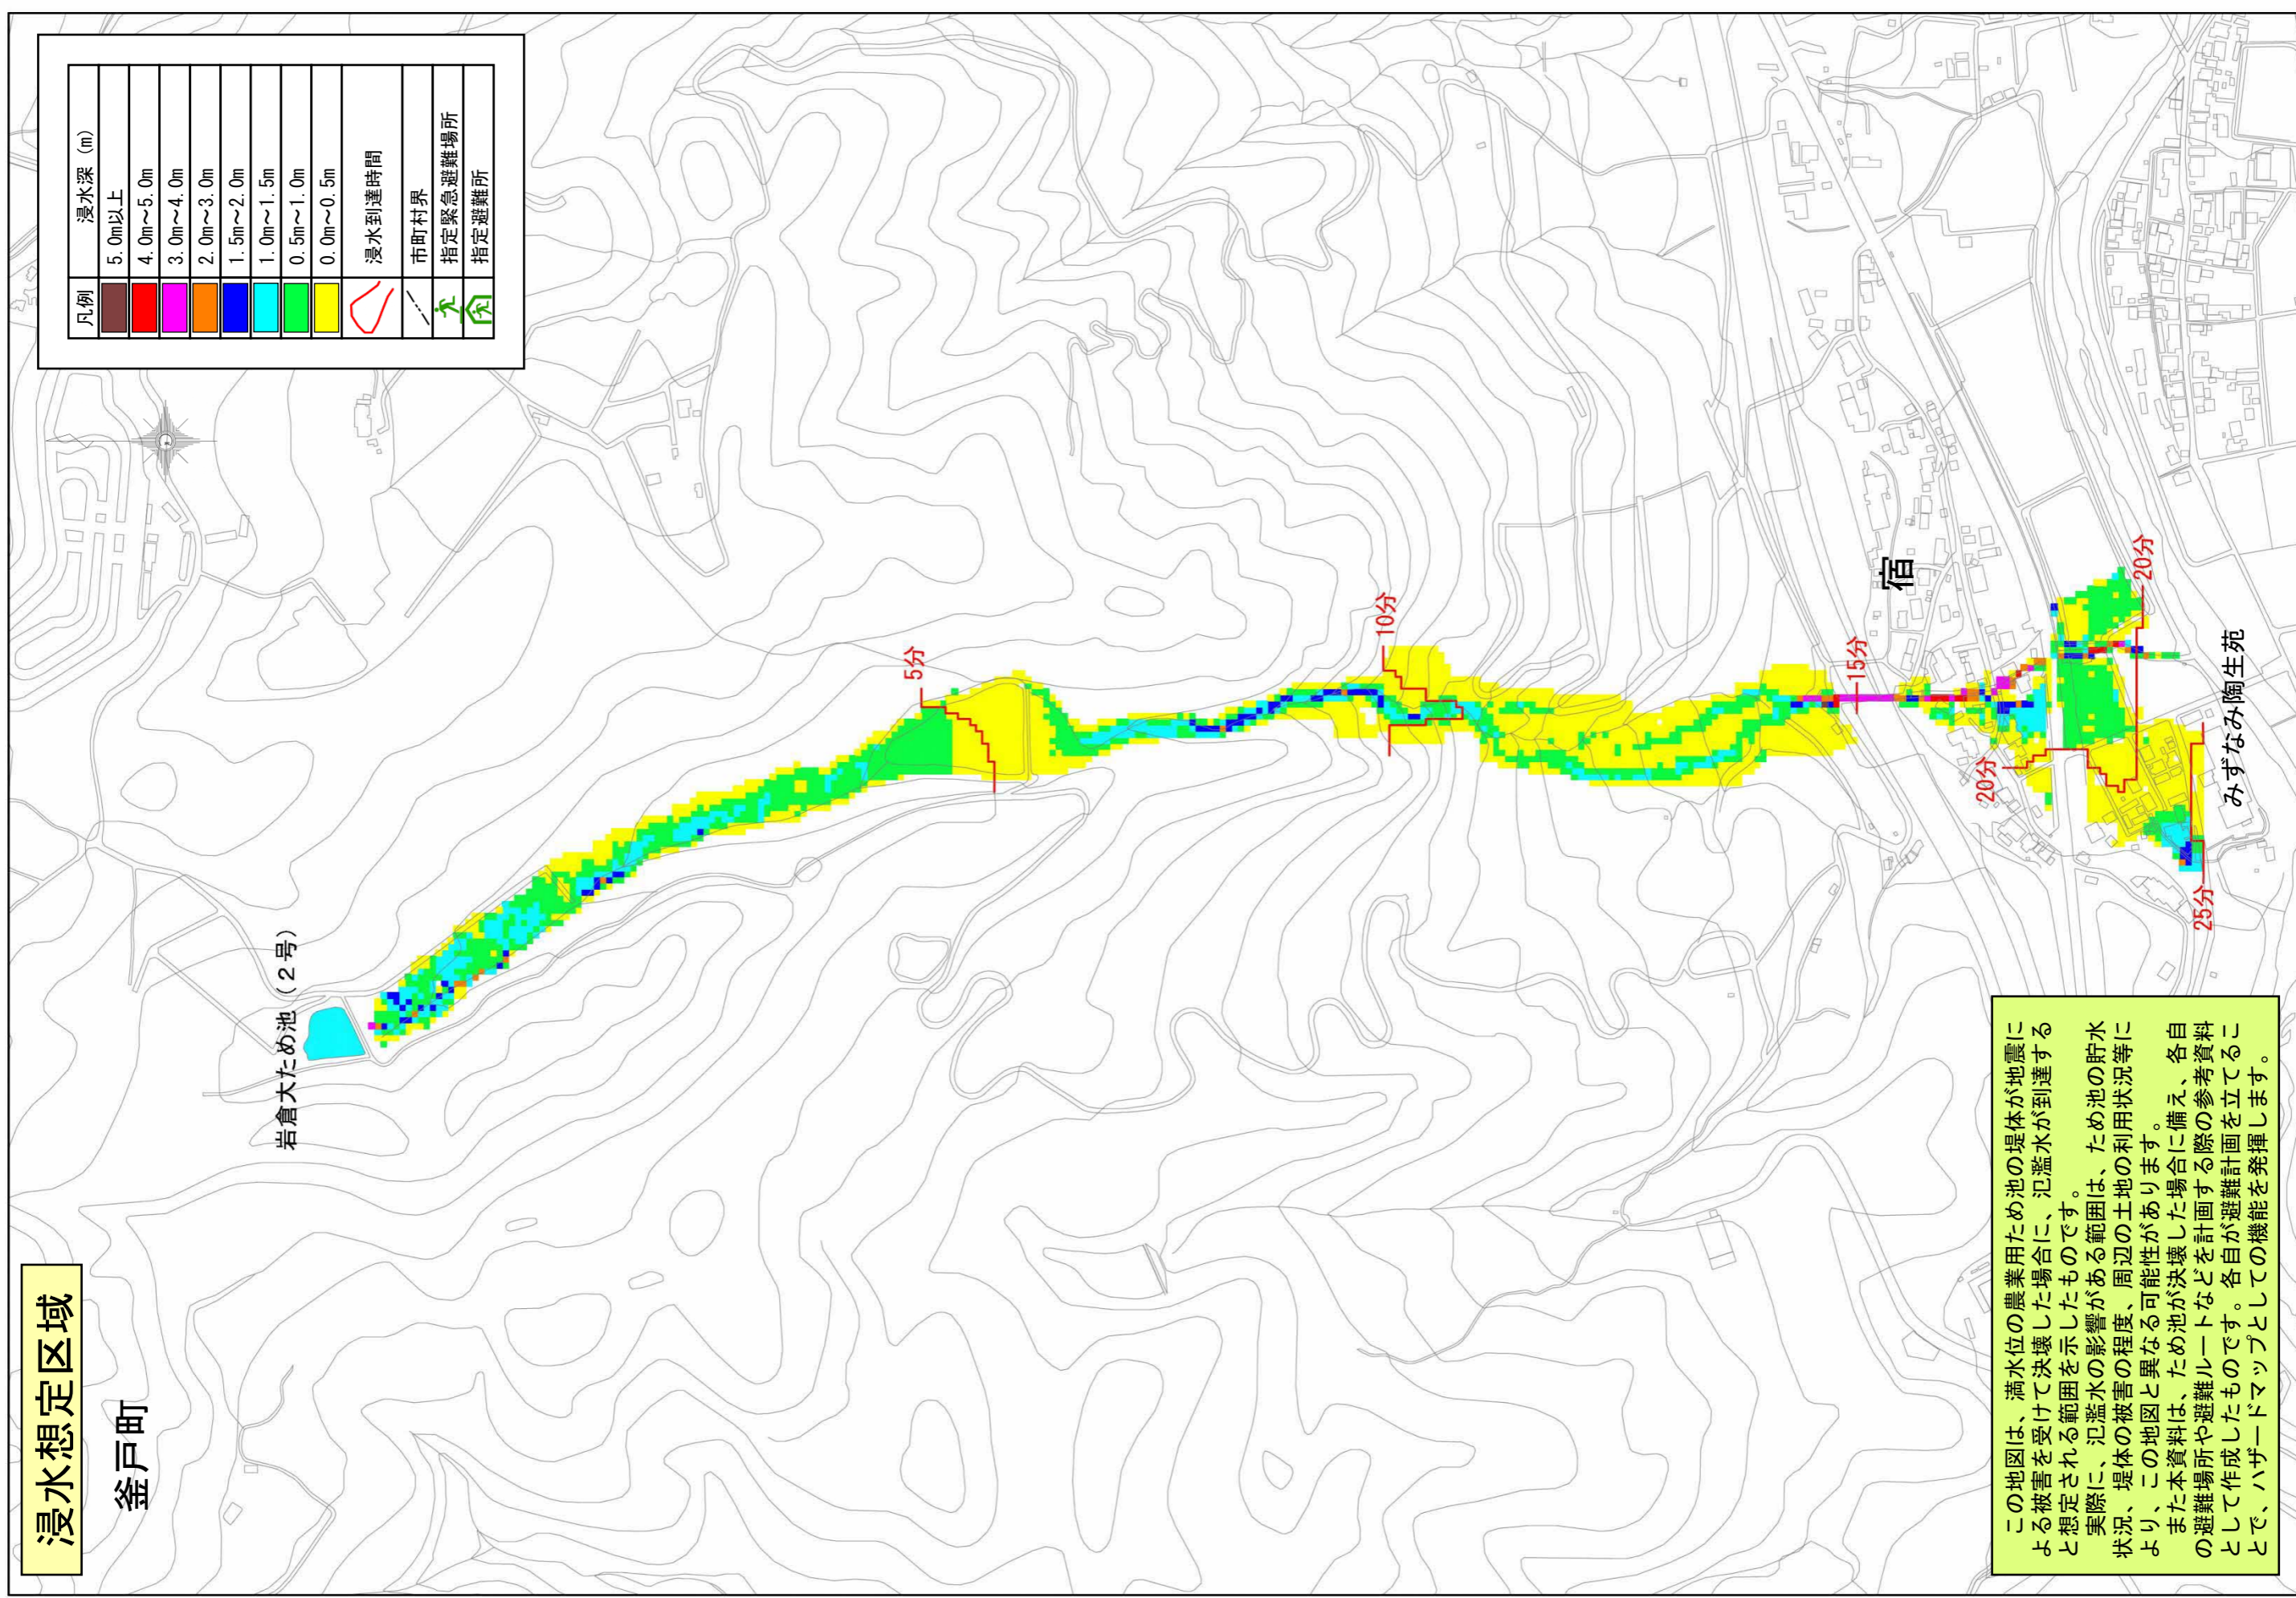 浸水想定区域
釜戸町
岩倉大ため池（２号）
凡例 浸水深 (m)
5.0m以上
4.0m～5.0m
3.0m～4.0m
2.0m～3.0m
1.5m～2.0m
1.0m～1.5m
0.5m～1.0m
0.0m～0.5m
浸水到達時間
市町村界
指定緊急避難場所
指定避難所
5分
10分
15分
宿
20分
20分
25分
みずなみ陶生苑
この地図は、満水位の農業用ため池の堤体が地震に
よる被害を受けて決壊した場合に、氾濫水が到達する
と想定される範囲を示したものです。
実際に、氾濫水の影響がある範囲は、ため池の貯水
状況、堤体の被害の程度、周辺の土地の利用状況等に
より、この地図と異なる可能性があります。
また本資料は、ため池が決壊した場合に備え、各自
の避難場所や避難ルートなどを計画する際の参考資料
として作成したものです。各自が避難計画を立てるこ
とで、ハザードマップとしての機能を発揮します。